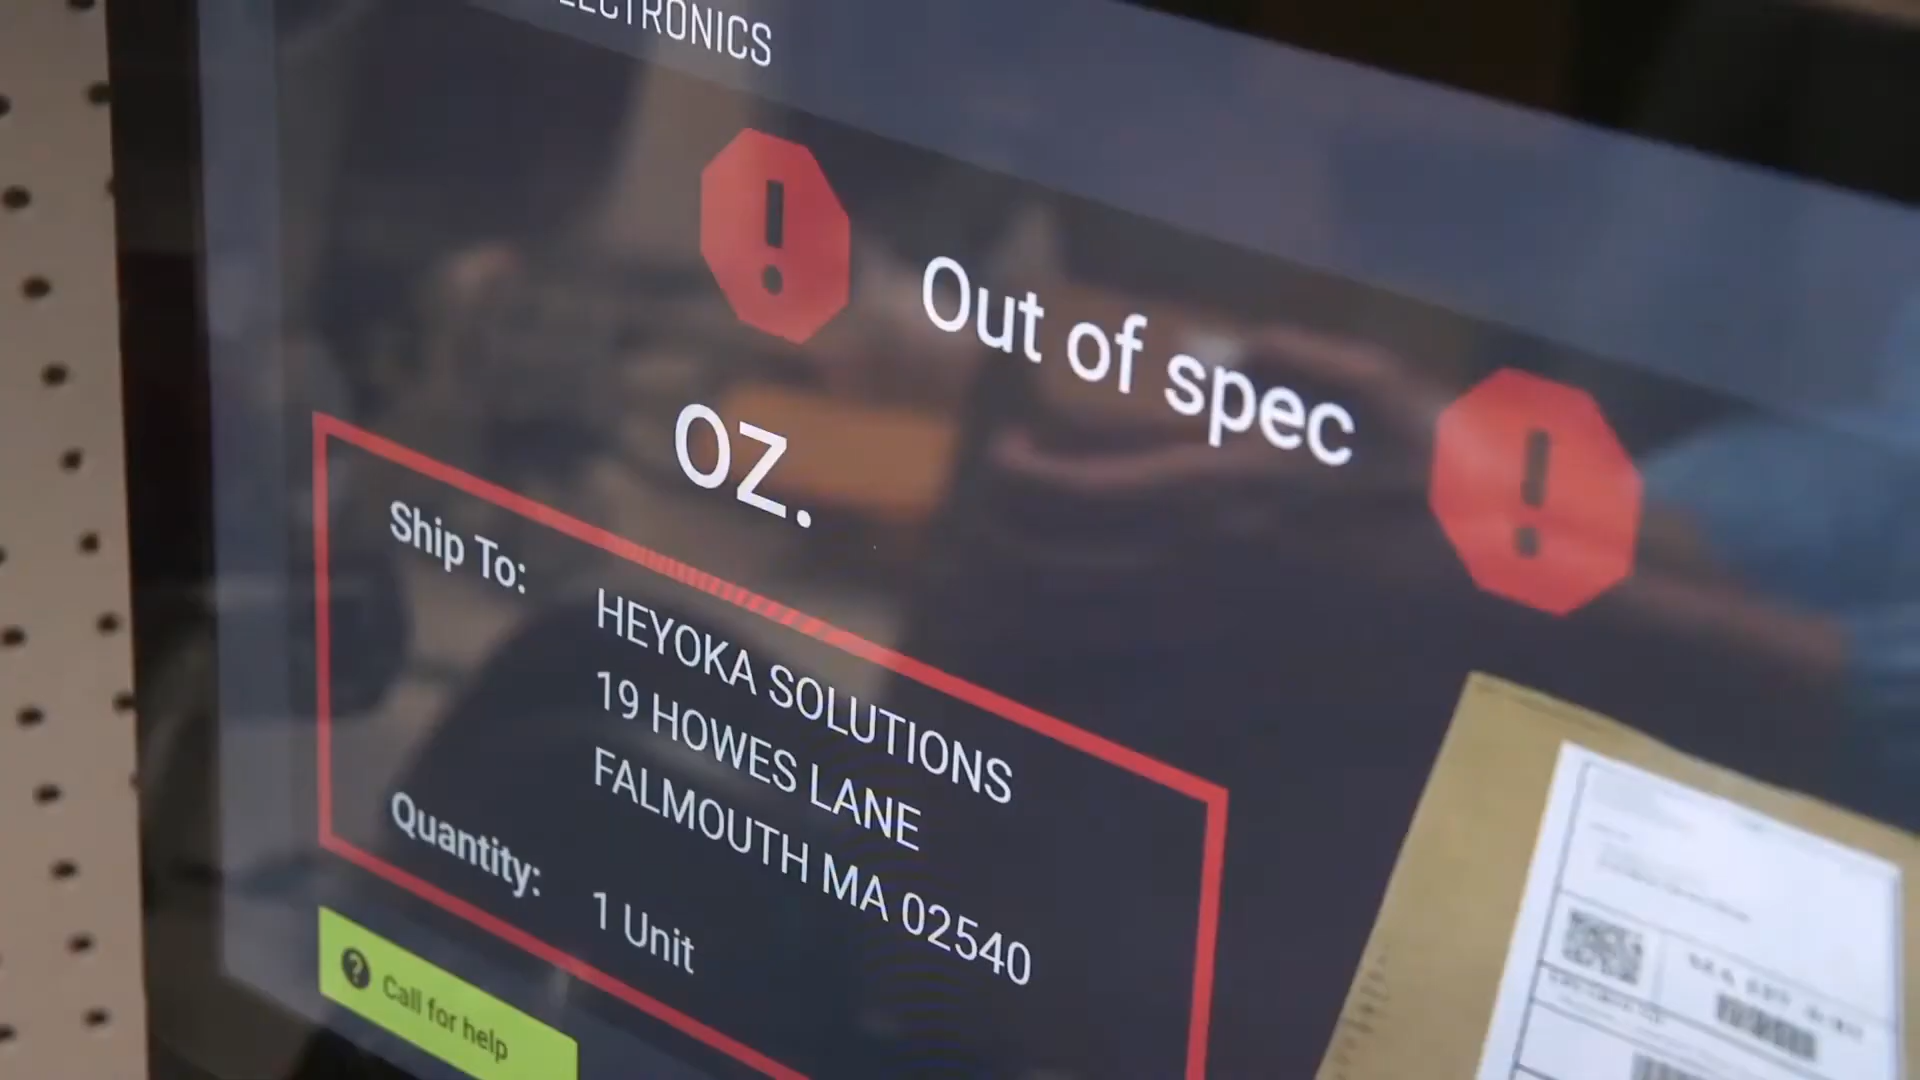 Out of spec
OZ.
Ship To:
HEYOKA SOLUTIONS
19 HOWES LANE
FALMOUTH MA 02540
Quantity:
1 Unit
Call for help